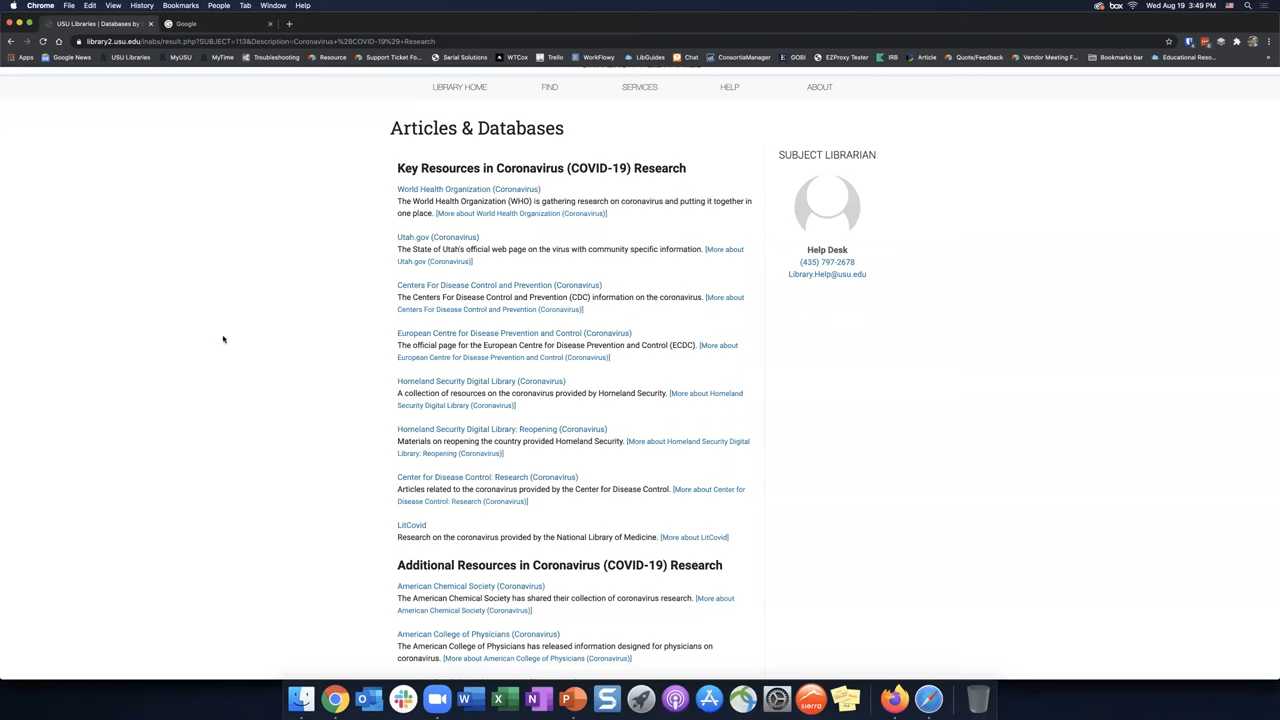 Chrome File Edit View History Bookmarks People Tab Window Help
box Wed Aug 19 3:49 PM
USU Libraries | Databases by
Google
library2.usu.edu/inabs/result.php?SUBJECT=113&Description=Coronavirus+%28COVID-19%29+Research
Apps Google News USU Libraries MyUSU MyTime Troubleshooting Resource Support Ticket Fo... Serial Solutions WTCox Trello WorkFlowy LibGuides Chat ConsortiaManager GOBI EZProxy Tester IRB Article Quote/Feedback Vendor Meeting F... Bookmarks bar Educational Reso... »
LIBRARY HOME FIND SERVICES HELP ABOUT
Articles & Databases
Key Resources in Coronavirus (COVID-19) Research
World Health Organization (Coronavirus)
The World Health Organization (WHO) is gathering research on coronavirus and putting it together in
one place. [More about World Health Organization (Coronavirus)]
Utah.gov (Coronavirus)
The State of Utah's official web page on the virus with community specific information. [More about
Utah.gov (Coronavirus)]
Centers For Disease Control and Prevention (Coronavirus)
The Centers For Disease Control and Prevention (CDC) information on the coronavirus. [More about
Centers For Disease Control and Prevention (Coronavirus)]
European Centre for Disease Prevention and Control (Coronavirus)
The official page for the European Centre for Disease Prevention and Control (ECDC). [More about
European Centre for Disease Prevention and Control (Coronavirus)]
Homeland Security Digital Library (Coronavirus)
A collection of resources on the coronavirus provided by Homeland Security. [More about Homeland
Security Digital Library (Coronavirus)]
Homeland Security Digital Library: Reopening (Coronavirus)
Materials on reopening the country provided Homeland Security. [More about Homeland Security Digital
Library: Reopening (Coronavirus)]
Center for Disease Control: Research (Coronavirus)
Articles related to the coronavirus provided by the Center for Disease Control. [More about Center for
Disease Control: Research (Coronavirus)]
LitCovid
Research on the coronavirus provided by the National Library of Medicine. [More about LitCovid]
Additional Resources in Coronavirus (COVID-19) Research
American Chemical Society (Coronavirus)
The American Chemical Society has shared their collection of coronavirus research. [More about
American Chemical Society (Coronavirus)]
American College of Physicians (Coronavirus)
The American College of Physicians has released information designed for physicians on
coronavirus. [More about American College of Physicians (Coronavirus)]
SUBJECT LIBRARIAN
Help Desk
(435) 797-2678
Library.Help@usu.edu
sierra